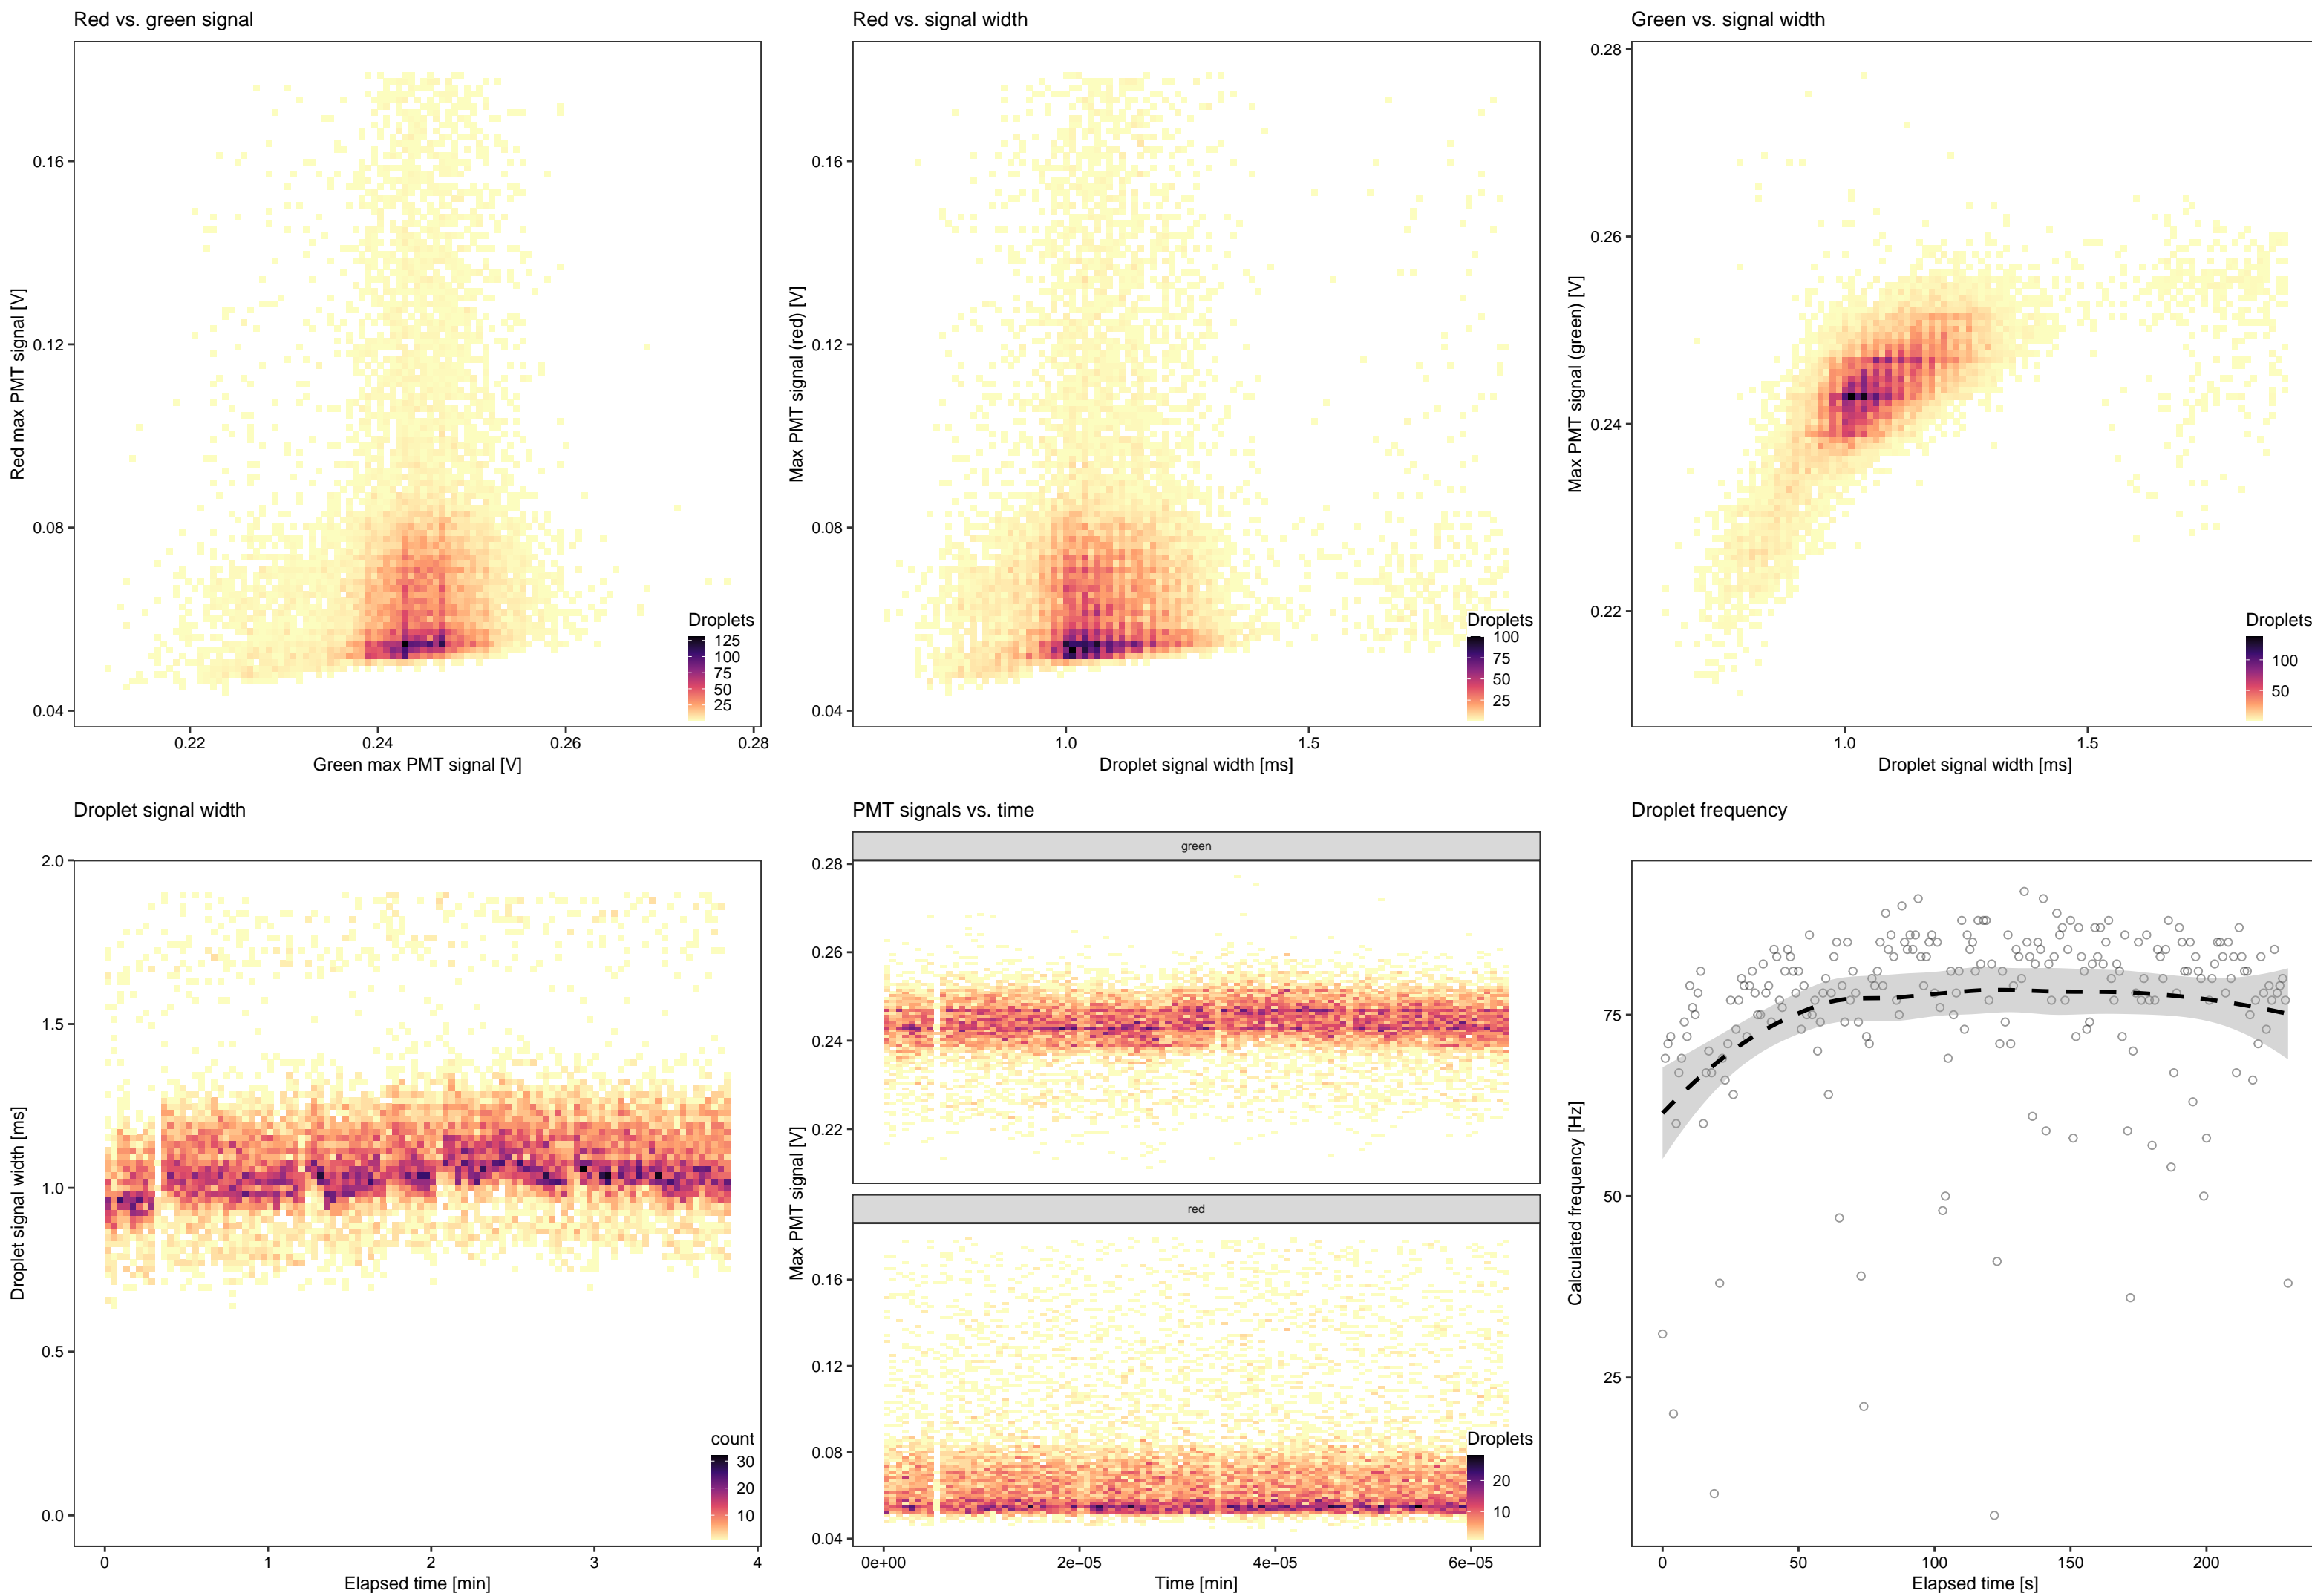 Red vs. green signal
Red max PMT signal [V]
0.16
0.12
0.08
0.04
Droplets
125
100
75
50
25
0.22
0.24
0.26
0.28
Green max PMT signal [V]
Red vs. signal width
Max PMT signal (red) [V]
0.16
0.12
0.08
0.04
Droplets
100
75
50
25
1.0
1.5
Droplet signal width [ms]
Green vs. signal width
Max PMT signal (green) [V]
0.28
0.26
0.24
0.22
Droplets
100
50
1.0
1.5
Droplet signal width [ms]
Droplet signal width
Droplet signal width [ms]
2.0
1.5
1.0
0.5
0.0
count
30
20
10
0
1
2
3
4
Elapsed time [min]
PMT signals vs. time
Max PMT signal [V]
green
0.28
0.26
0.24
0.22
red
0.16
0.12
0.08
0.04
Droplets
20
10
0e+00
2e−05
4e−05
6e−05
Time [min]
Droplet frequency
Calculated frequency [Hz]
75
50
25
0
50
100
150
200
Elapsed time [s]